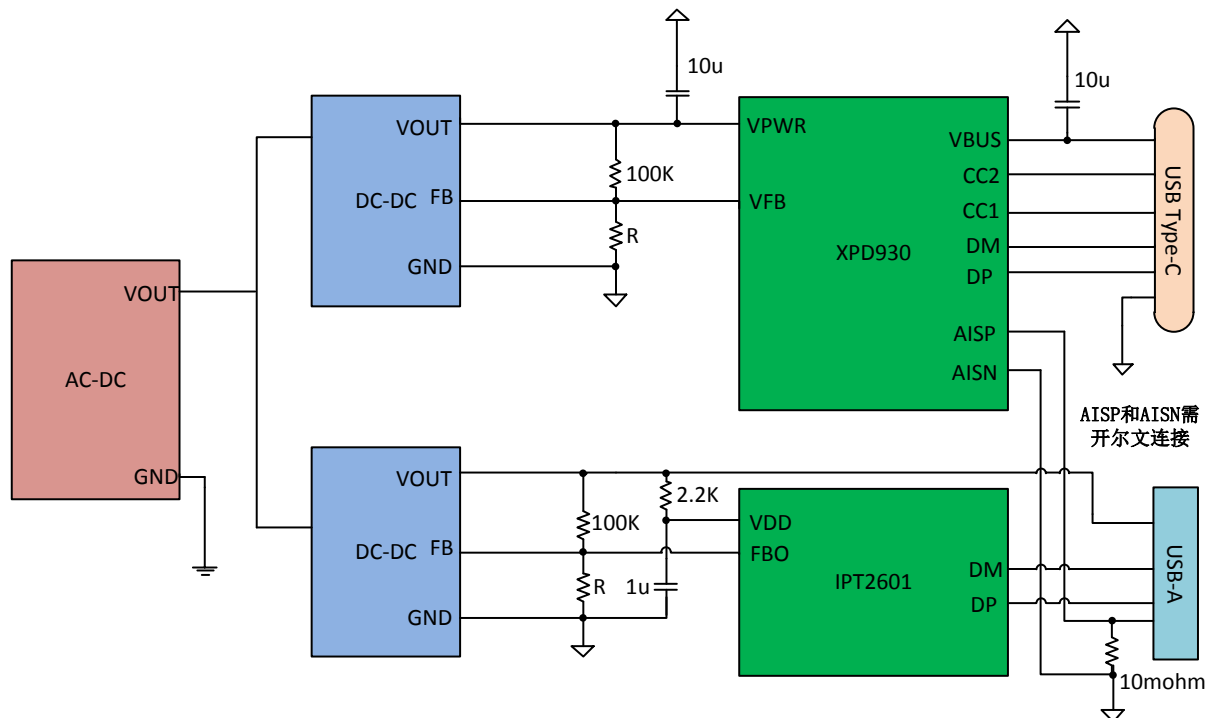 10u
10u
VOUT
VPWR
VBUS
100K
CC2
DC-DC
FB
VFB
CC1
R
XPD930
DM
USB Type-C
GND
DP
VOUT
AISP
AC-DC
AISN
AISP和AISN需
开尔文连接
GND
VOUT
2.2K
100K
VDD
DC-DC
FB
FBO
IPT2601
DM
USB-A
R
1u
DP
GND
10mohm